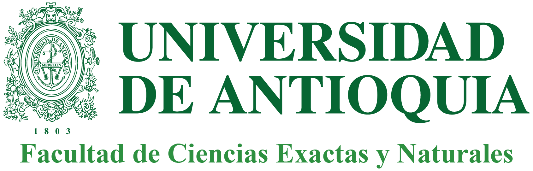 UNIVERSIDAD
DE ANTIOQUIA
1803
Facultad de Ciencias Exactas y Naturales